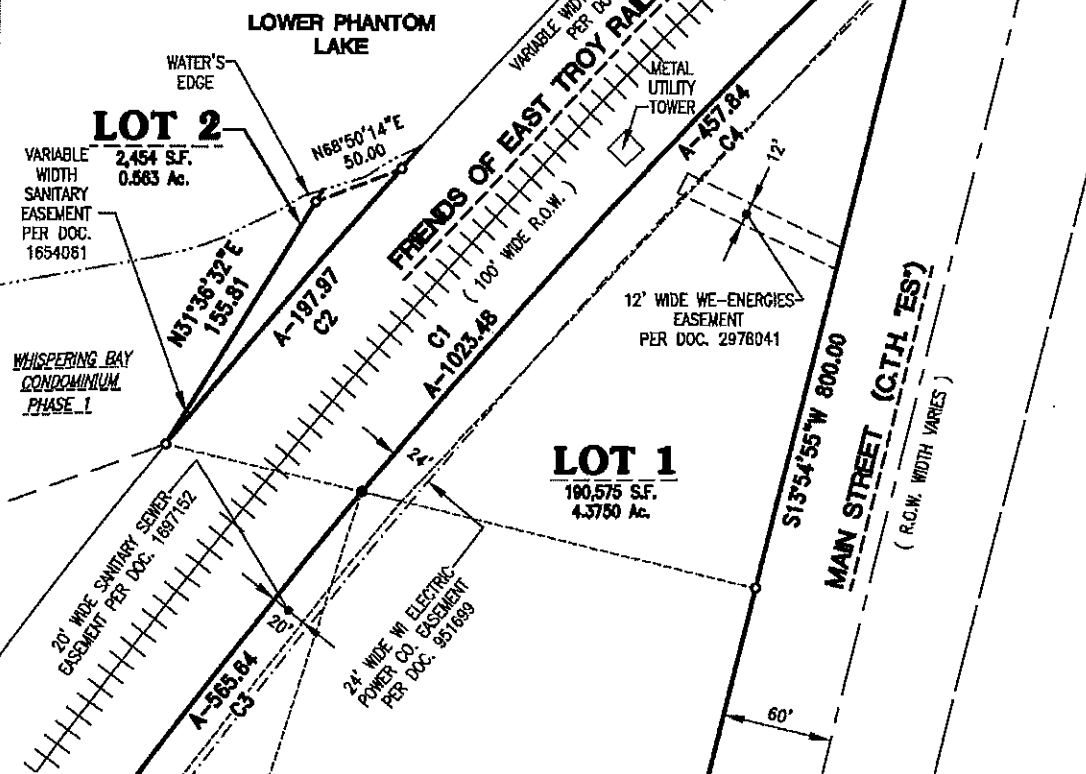 LOWER PHANTOM
LAKE
WATER'S
EDGE
LOT 2
2,454 S.F.
0.563 Ac.
VARIABLE
WIDTH
SANITARY
EASEMENT
PER DOC.
1654061
N68°50'14"E
50.00
N31°36'32"E
155.81
A-197.97
C2
WHISPERING BAY
CONDOMINIUM
PHASE 1
VARIABLE WID
PER DO
FRIENDS OF EAST TROY RAIL
( 100' WIDE R.O.W. )
METAL
UTILITY
TOWER
A-457.84
C4
12'
12' WIDE WE-ENERGIES
EASEMENT
PER DOC. 2976041
C1
A-1023.48
24'
LOT 1
190,575 S.F.
4.3750 Ac.
S13°54'55"W 800.00
MAIN STREET (C.T.H. "ES")
( R.O.W. WIDTH VARIES )
20' WIDE SANITARY SEWER
EASEMENT PER DOC. 1697152
20'
24' WIDE WI ELECTRIC
POWER CO. EASEMENT
PER DOC. 951699
A-565.64
C3
60'